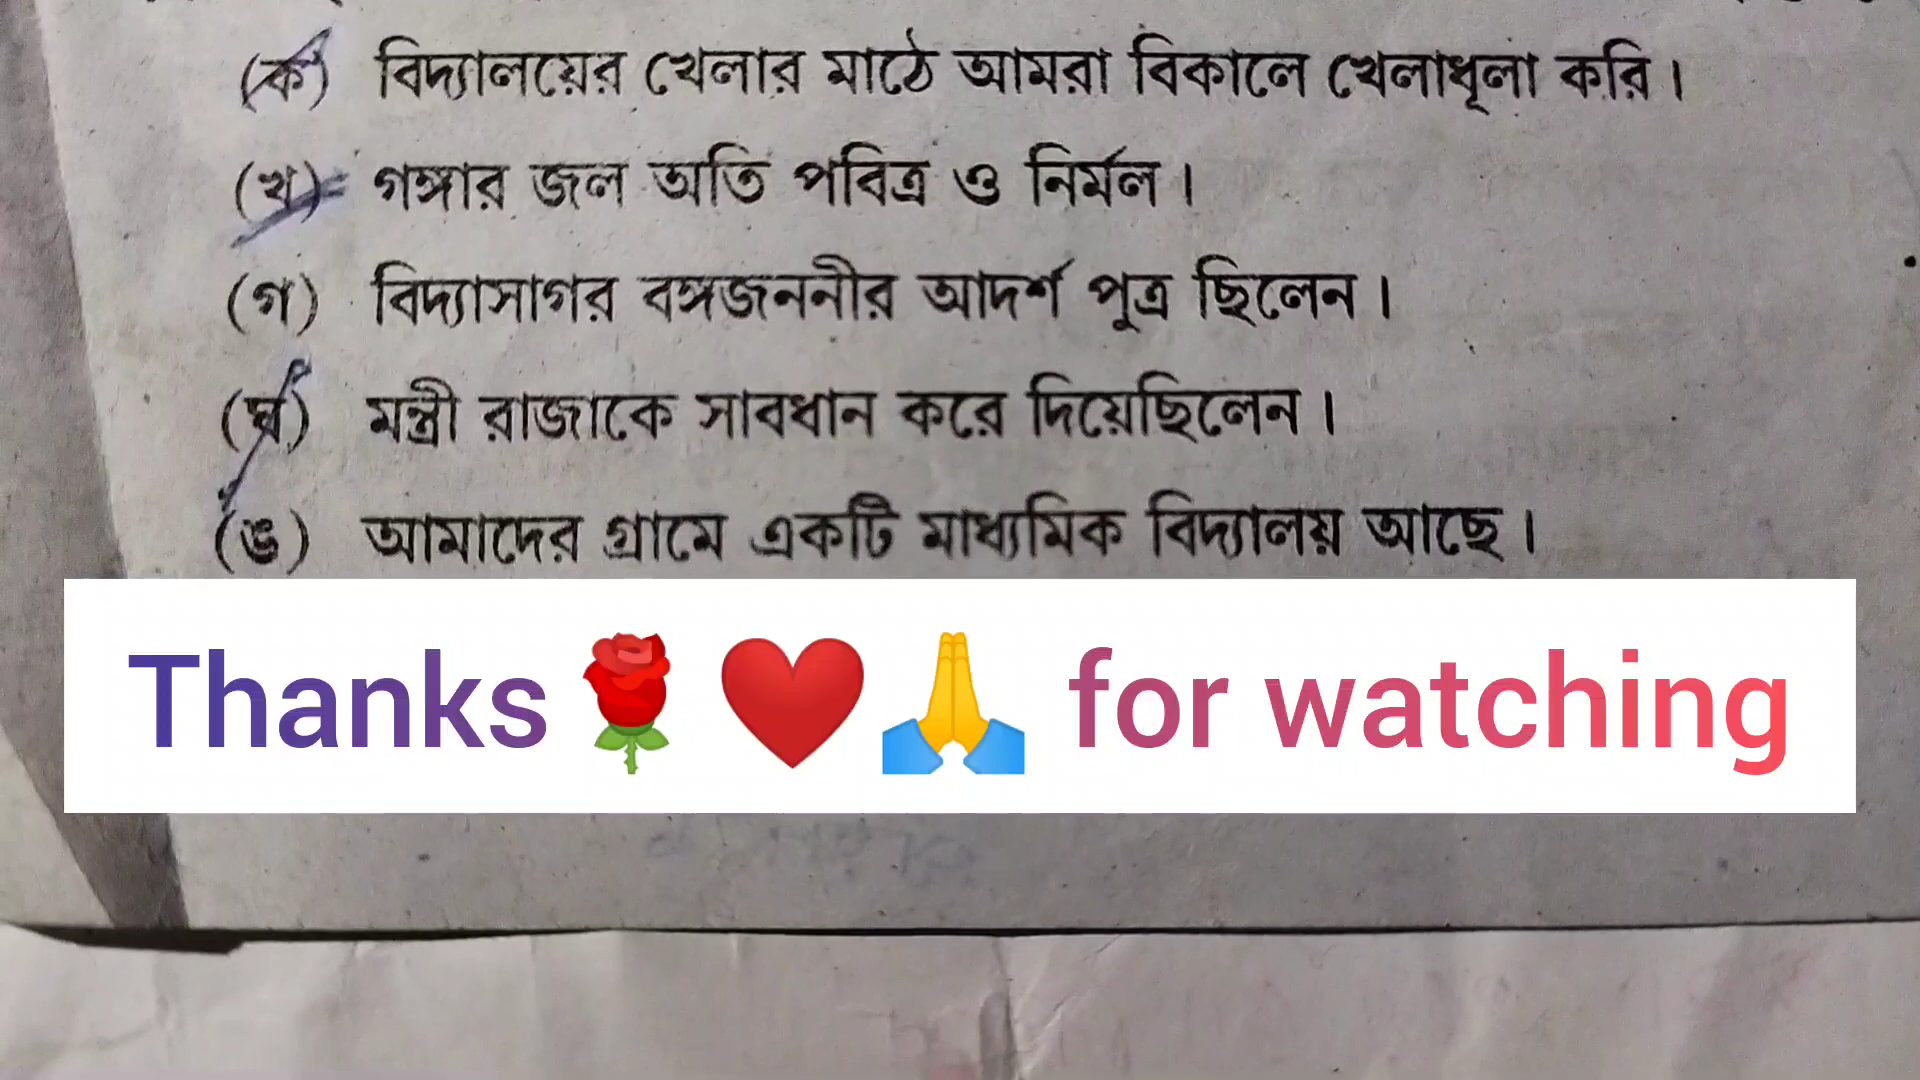 (ক) বিদ্যালয়ের খেলার মাঠে আমরা বিকালে খেলাধূলা করি।
(খ) গঙ্গার জল অতি পবিত্র ও নির্মল।
(গ) বিদ্যাসাগর বঙ্গজননীর আদর্শ পুত্র ছিলেন।
(ঘ) মন্ত্রী রাজাকে সাবধান করে দিয়েছিলেন।
(ঙ) আমাদের গ্রামে একটি মাধ্যমিক বিদ্যালয় আছে।
Thanks🌹❤️🙏 for watching